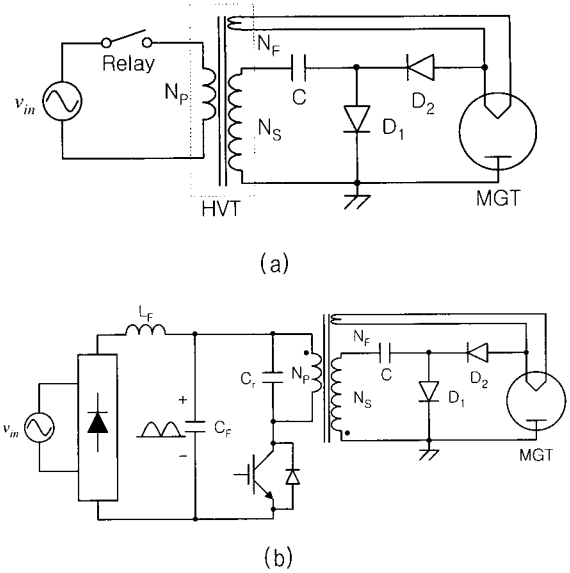 N_F
Relay
v_in
N_P
C
D_2
N_S
D_1
HVT
MGT
(a)
L_F
N_F
C_r
N_P
C
D_2
v_in
+
C_F
−
N_S
D_1
MGT
(b)